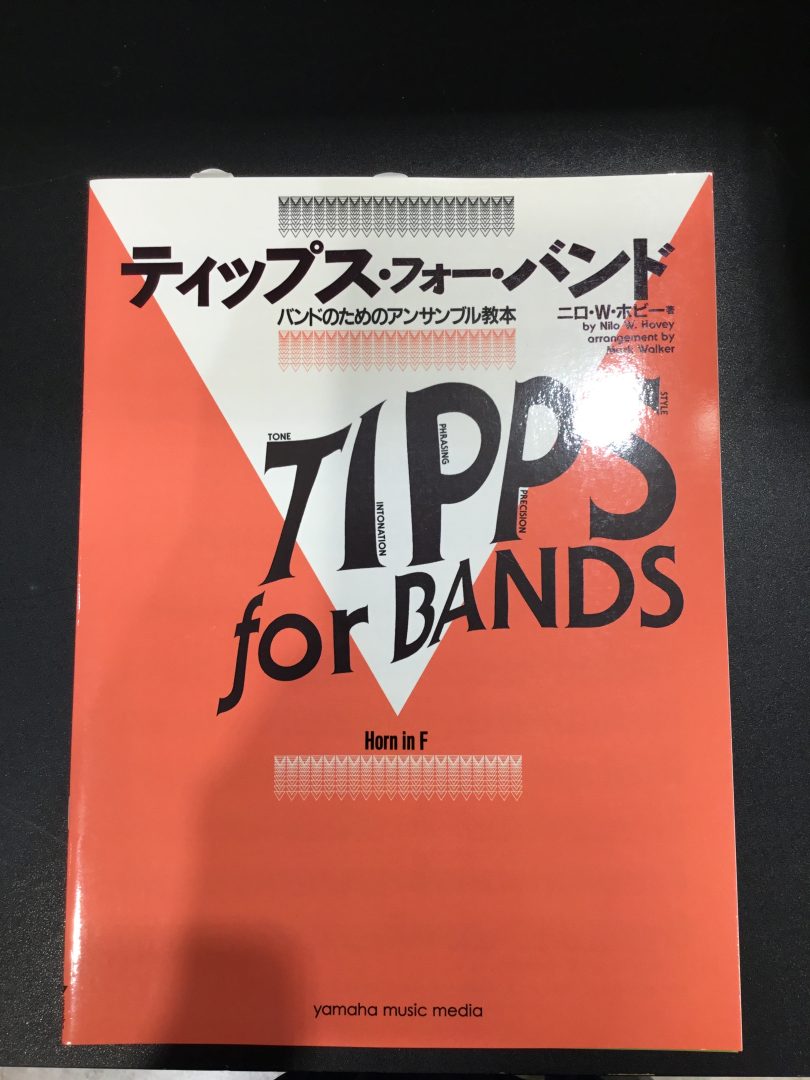 ティップス・フォー・バンド
バンドのためのアンサンブル教本
ニロ・W・ホビー著
by Nilo W. Hovey
arrangement by
Mark Walker
TIPPS
TONE
INTONATION
PHRASING
PRECISION
STYLE
for BANDS
Horn in F
yamaha music media